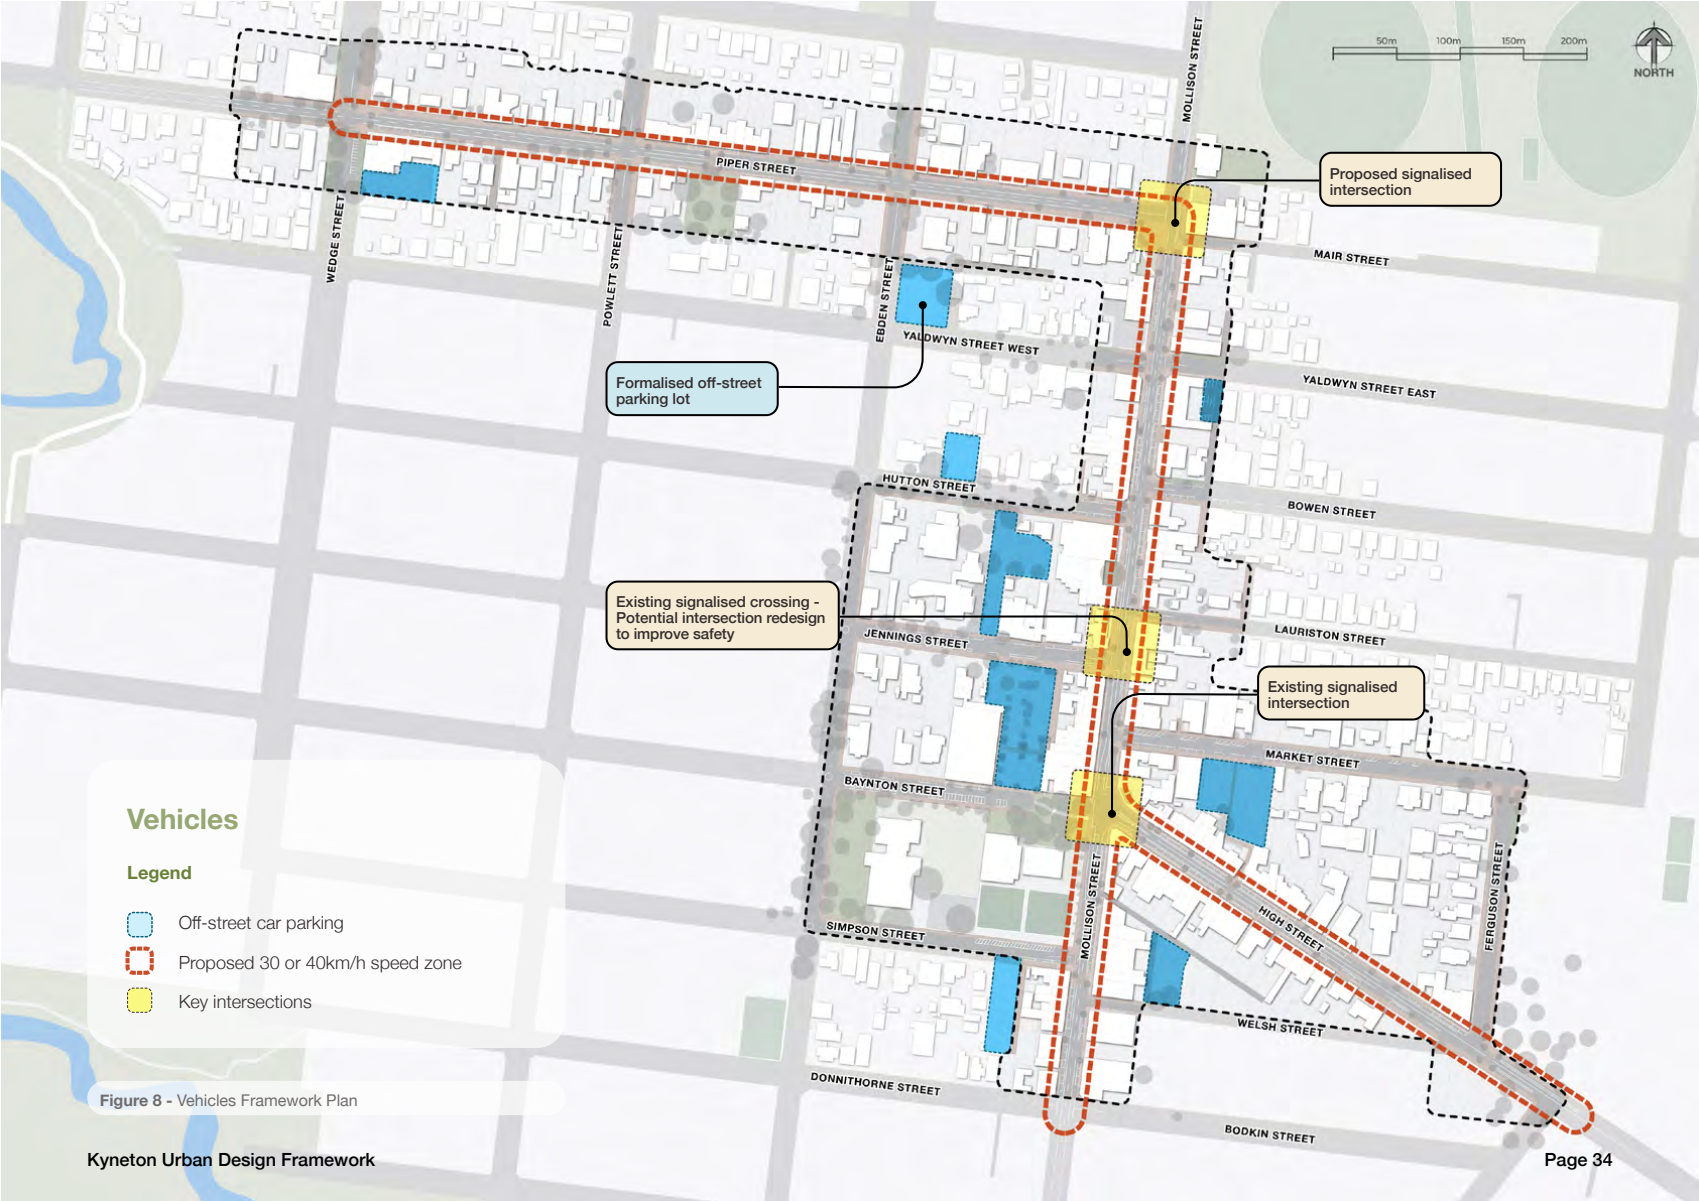 MOLLISON STREET
50m
100m
150m
200m
NORTH
PIPER STREET
Proposed signalised
intersection
WEDGE STREET
POWLETT STREET
EBDEN STREET
MAIR STREET
YALDWYN STREET WEST
Formalised off-street
parking lot
YALDWYN STREET EAST
HUTTON STREET
BOWEN STREET
Existing signalised crossing -
Potential intersection redesign
to improve safety
JENNINGS STREET
LAURISTON STREET
Existing signalised
intersection
MARKET STREET
BAYNTON STREET
Vehicles
Legend
Off-street car parking
Proposed 30 or 40km/h speed zone
Key intersections
MOLLISON STREET
HIGH STREET
FERGUSON STREET
SIMPSON STREET
WELSH STREET
DONNITHORNE STREET
BODKIN STREET
Figure 8 - Vehicles Framework Plan
Kyneton Urban Design Framework
Page 34